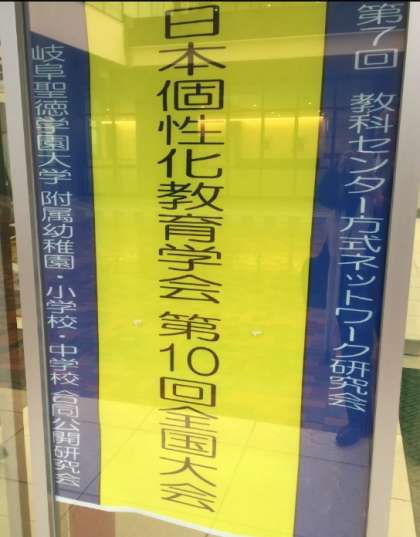 第7回 教科センター方式ネットワーク研究会
日本個性化教育学会 第10回全国大会
岐阜聖徳学園大学 附属幼稚園・小学校・中学校 合同公開研究会